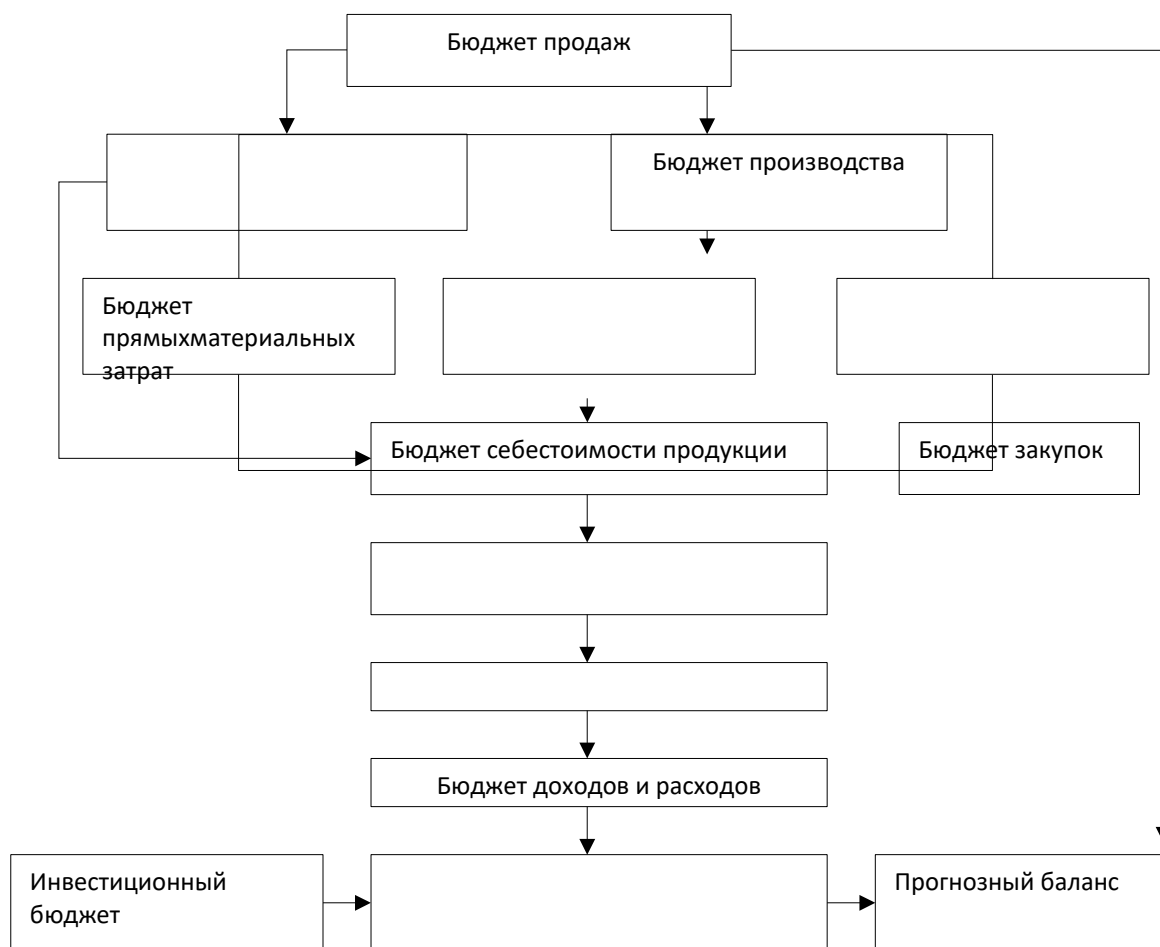 Бюджет продаж
Бюджет производства
Бюджет
прямыхматериальных
затрат
Бюджет себестоимости продукции
Бюджет закупок
Бюджет доходов и расходов
Инвестиционный
бюджет
Прогнозный баланс